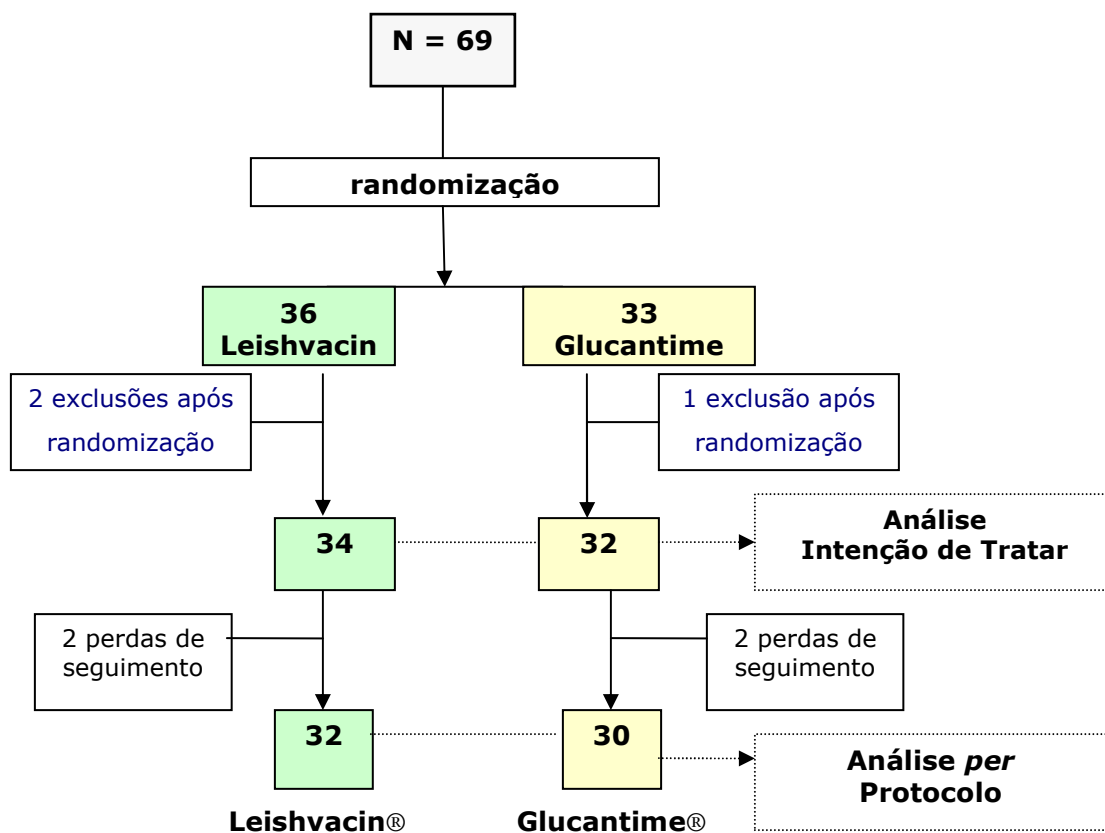 N = 69
randomização
36
Leishvacin
33
Glucantime
2 exclusões após
randomização
1 exclusão após
randomização
34
32
Análise
Intenção de Tratar
2 perdas de
seguimento
2 perdas de
seguimento
32
30
Análise per
Protocolo
Leishvacin®
Glucantime®